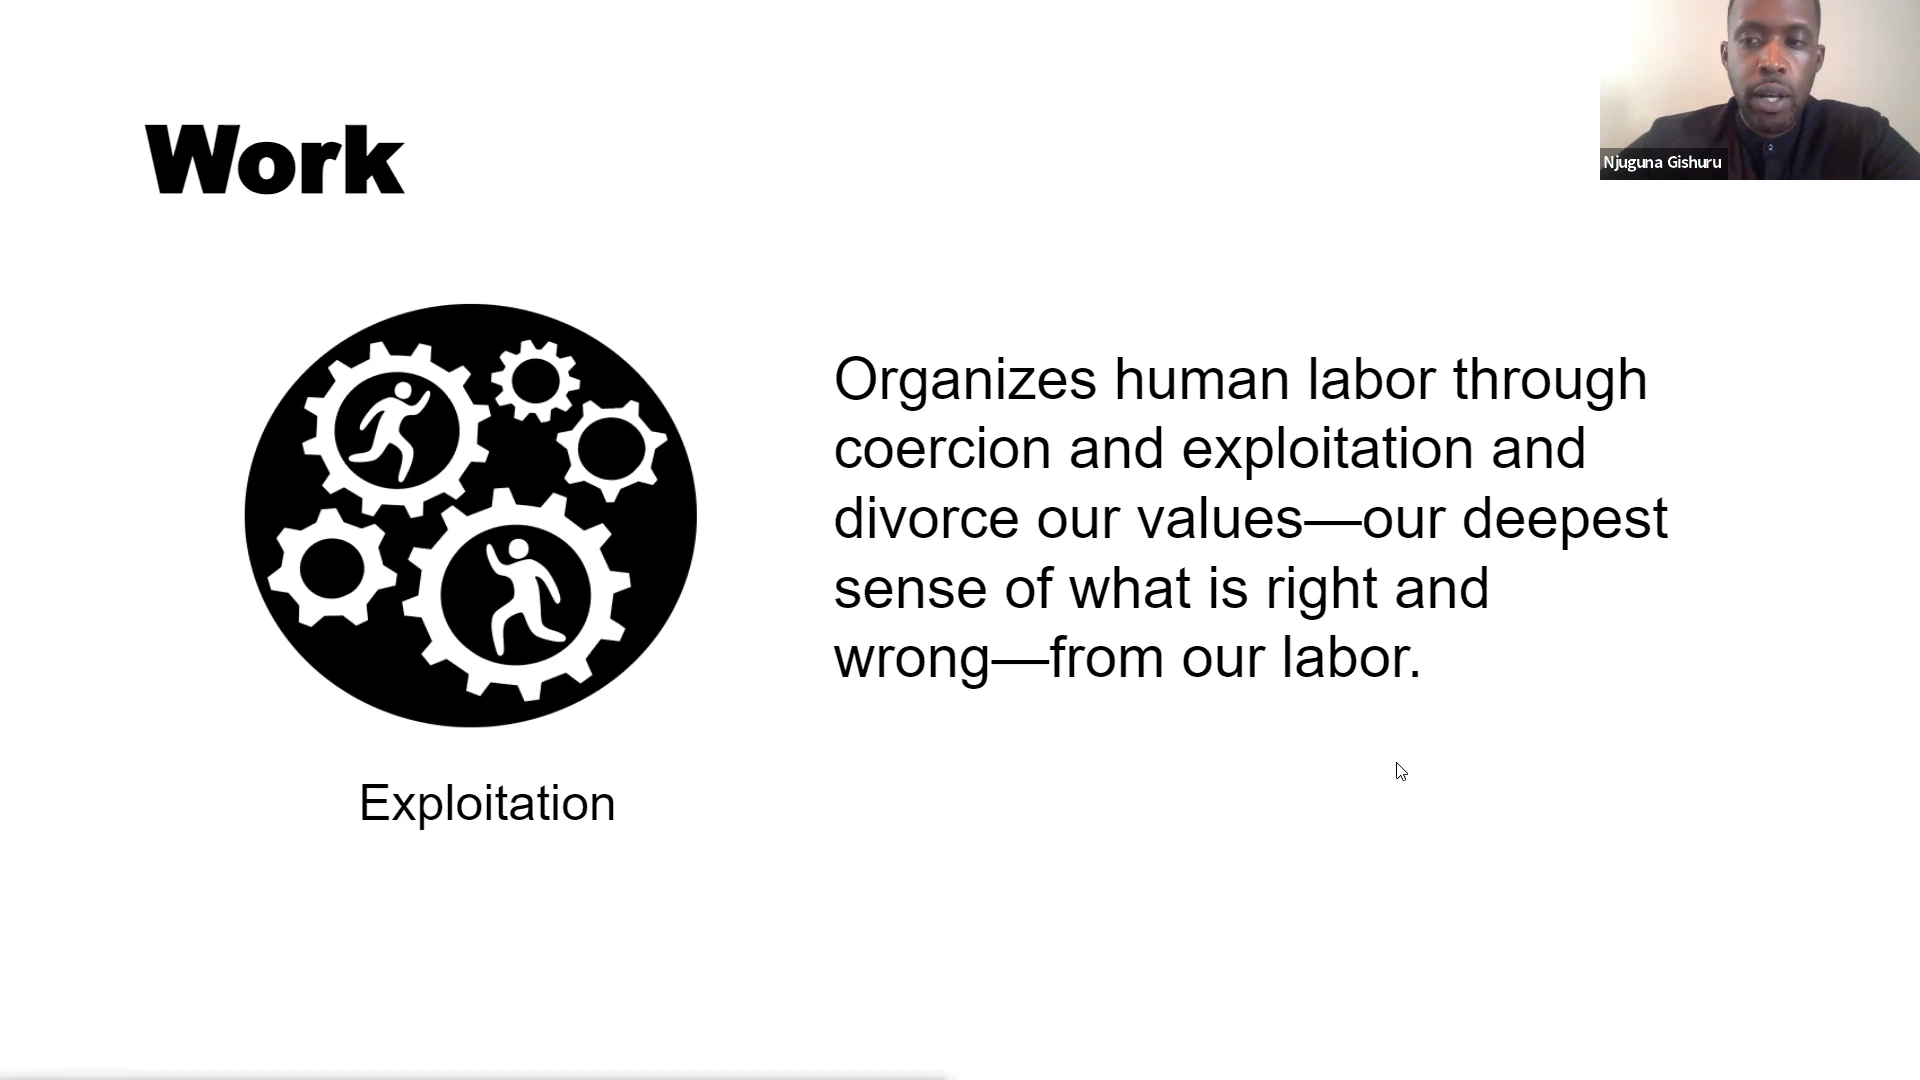 Work
Njuguna Gishuru
Organizes human labor through
coercion and exploitation and
divorce our values—our deepest
sense of what is right and
wrong—from our labor.
Exploitation